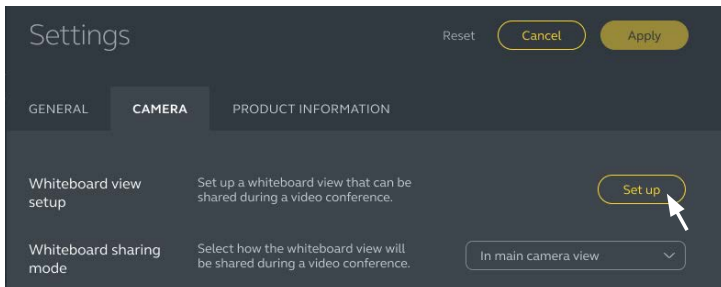 Settings
Reset
Cancel
Apply
GENERAL
CAMERA
PRODUCT INFORMATION
Whiteboard view
setup
Set up a whiteboard view that can be
shared during a video conference.
Set up
Whiteboard sharing
mode
Select how the whiteboard view will
be shared during a video conference.
In main camera view